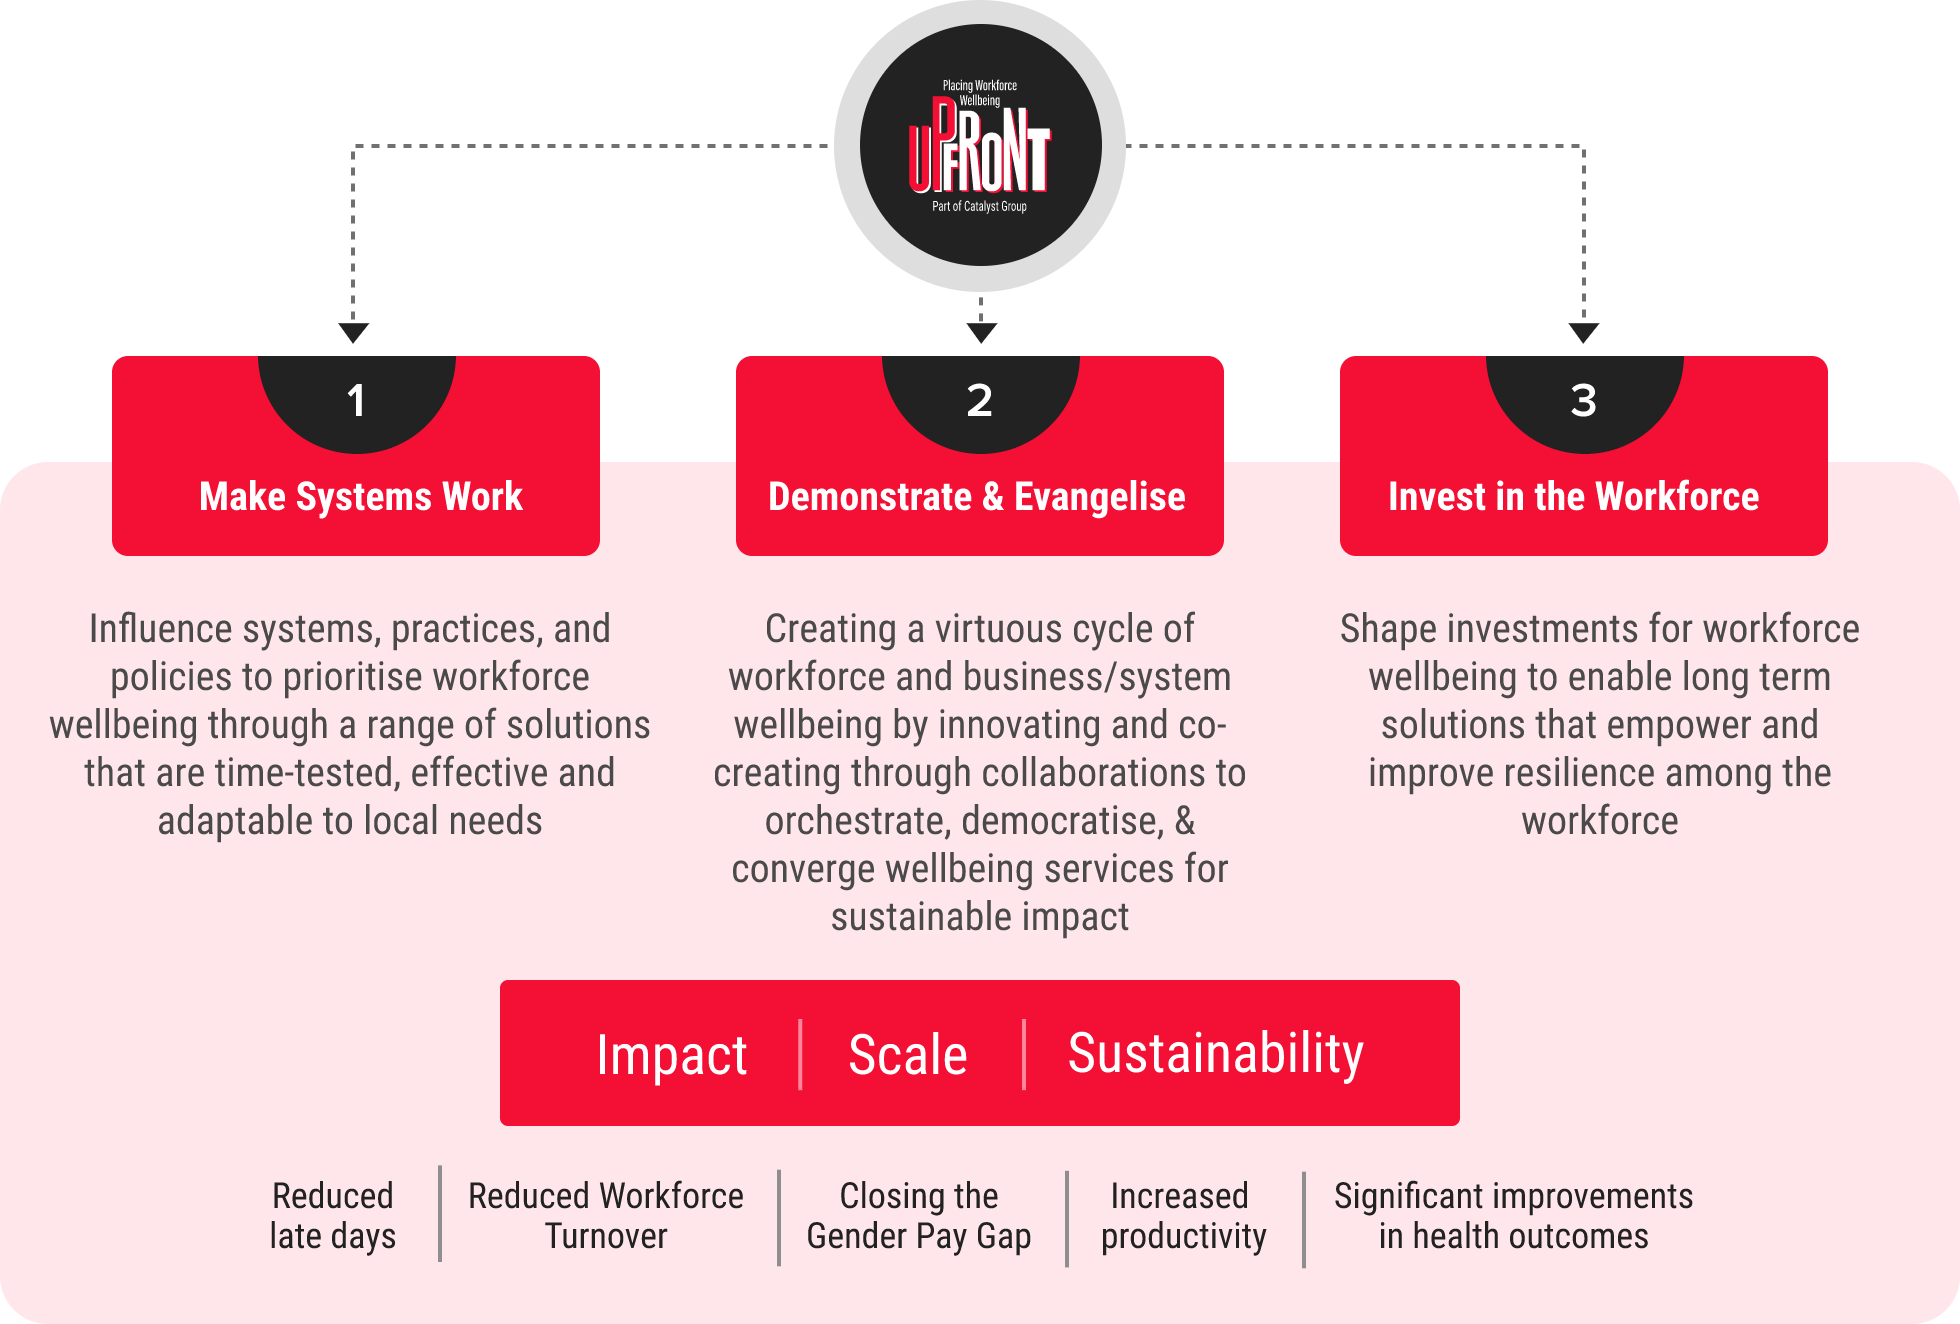 Placing Workforce
Wellbeing
UPFRONT
Part of Catalyst Group
1
Make Systems Work
Influence systems, practices, and
policies to prioritise workforce
wellbeing through a range of solutions
that are time-tested, effective and
adaptable to local needs
2
Demonstrate & Evangelise
Creating a virtuous cycle of
workforce and business/system
wellbeing by innovating and co-
creating through collaborations to
orchestrate, democratise, &
converge wellbeing services for
sustainable impact
3
Invest in the Workforce
Shape investments for workforce
wellbeing to enable long term
solutions that empower and
improve resilience among the
workforce
Impact
Scale
Sustainability
Reduced
late days
Reduced Workforce
Turnover
Closing the
Gender Pay Gap
Increased
productivity
Significant improvements
in health outcomes